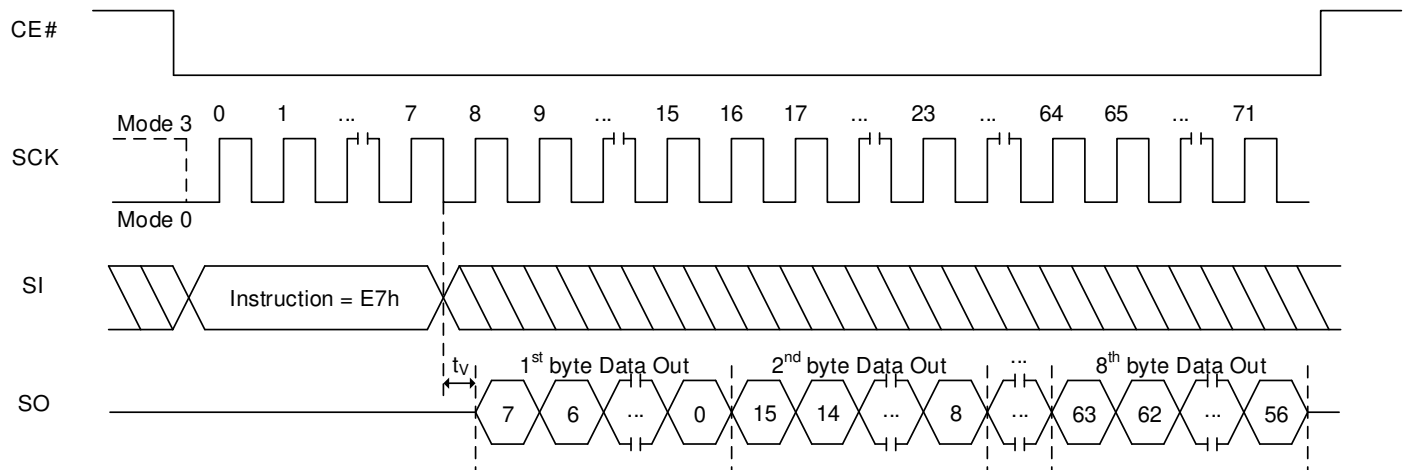 CE#
0 1 ... 7 8 9 ... 15 16 17 ... 23 ... 64 65 ... 71
Mode 3
SCK
Mode 0
SI
Instruction = E7h
tV 1st byte Data Out 2nd byte Data Out ... 8th byte Data Out
SO
7 6 ... 0 15 14 ... 8 ... 63 62 ... 56